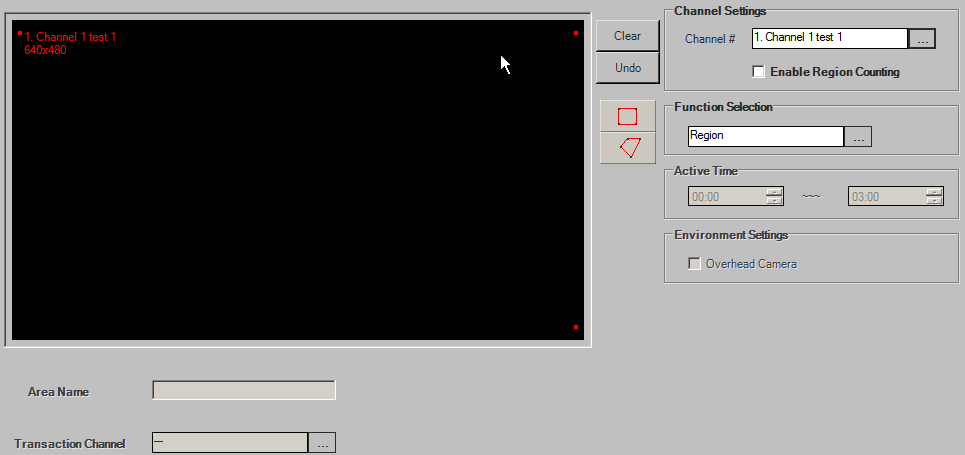 1. Channel 1 test 1
640x480
Clear
Undo
Channel Settings
Channel #
1. Channel 1 test 1
...
Enable Region Counting
Function Selection
Region
...
Active Time
00:00
~~~
03:00
Environment Settings
Overhead Camera
Area Name
Transaction Channel
---
...